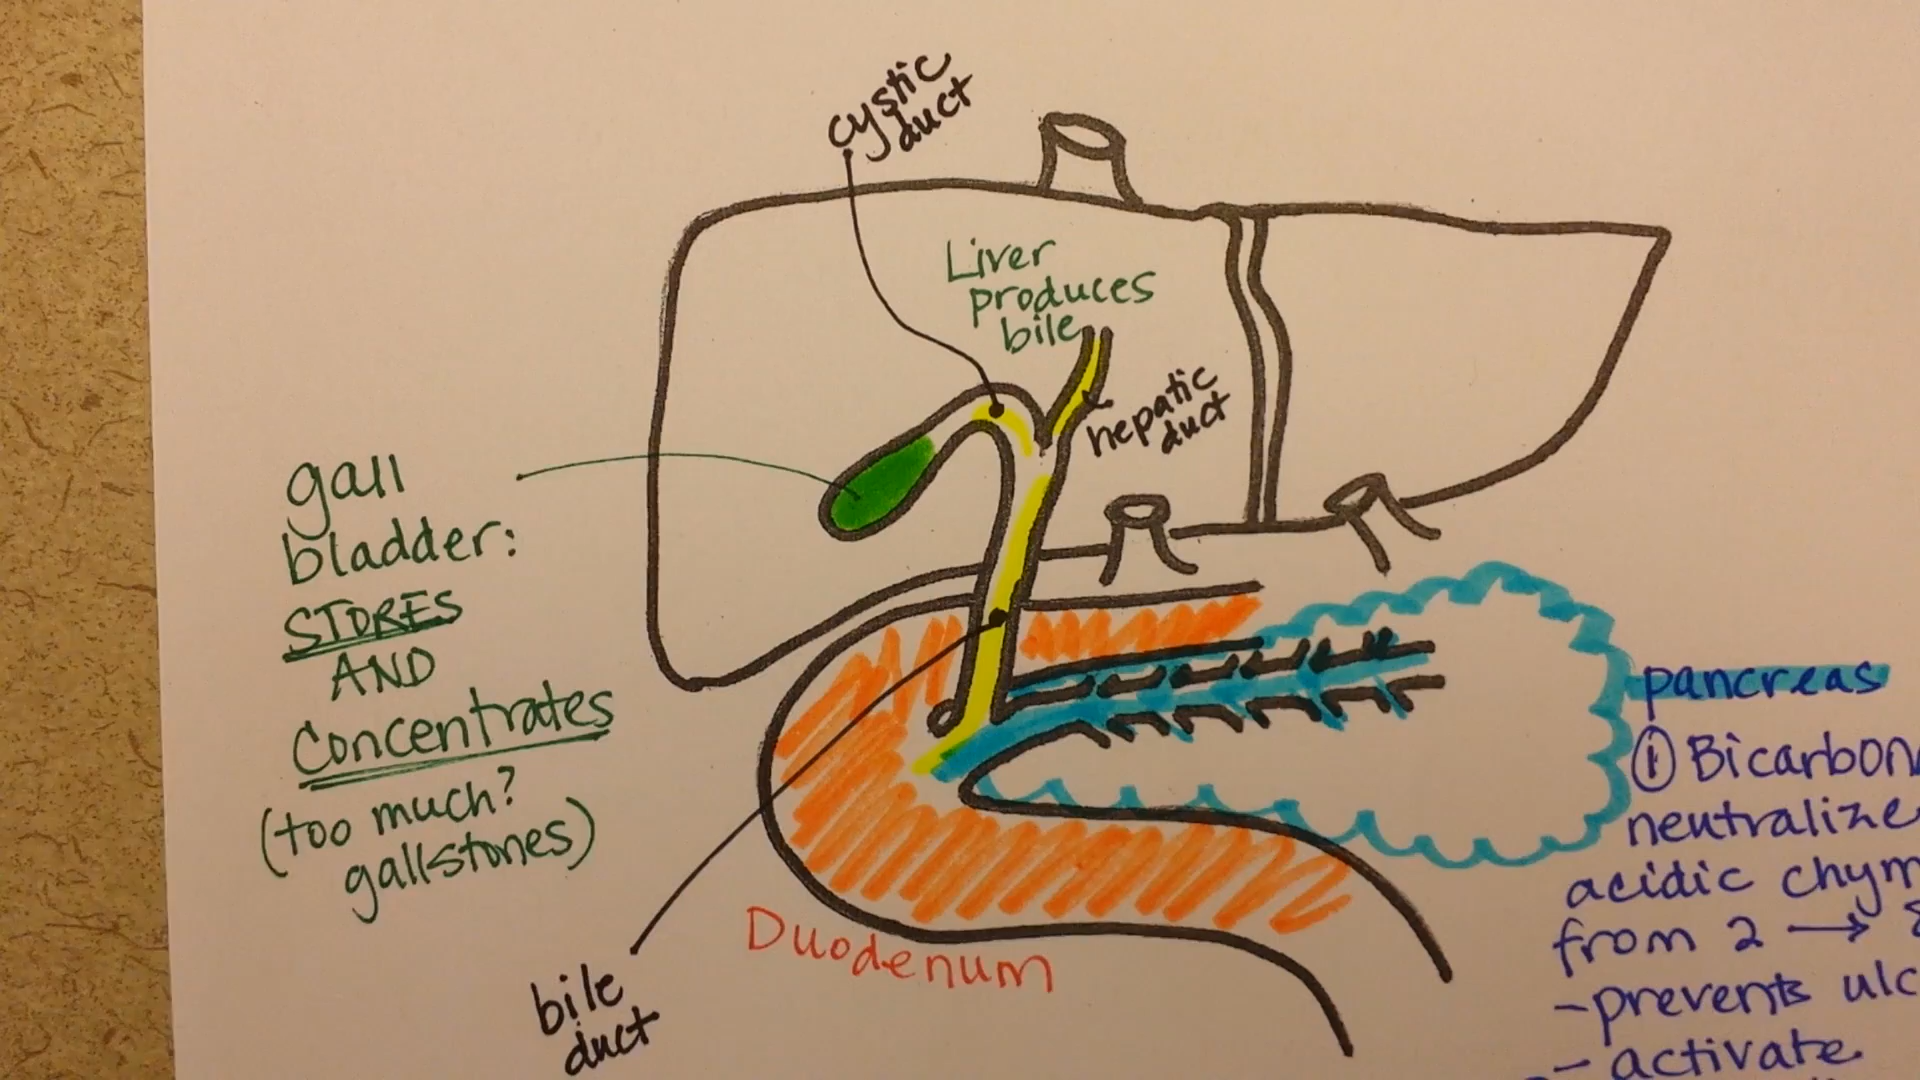 cystic
duct
Liver
produces
bile
hepatic
duct
gall
bladder:
STORES
AND
Concentrates
(too much?
gallstones)
bile
duct
Duodenum
pancreas
① Bicarbon
neutralize
acidic chym
from 2 → 8
-prevents ulc
- activate